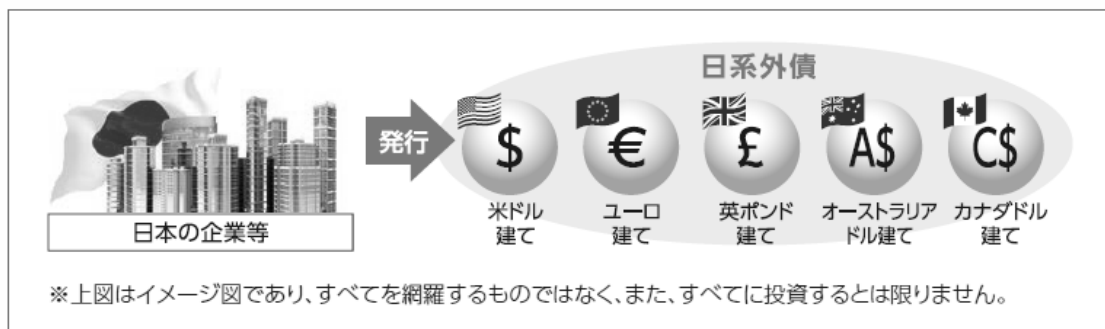 日系外債
発行
$
€
£
A$
C$
米ドル
建て
ユーロ
建て
英ポンド
建て
オーストラリア
ドル建て
カナダドル
建て
日本の企業等
※上図はイメージ図であり、すべてを網羅するものではなく、また、すべてに投資するとは限りません。